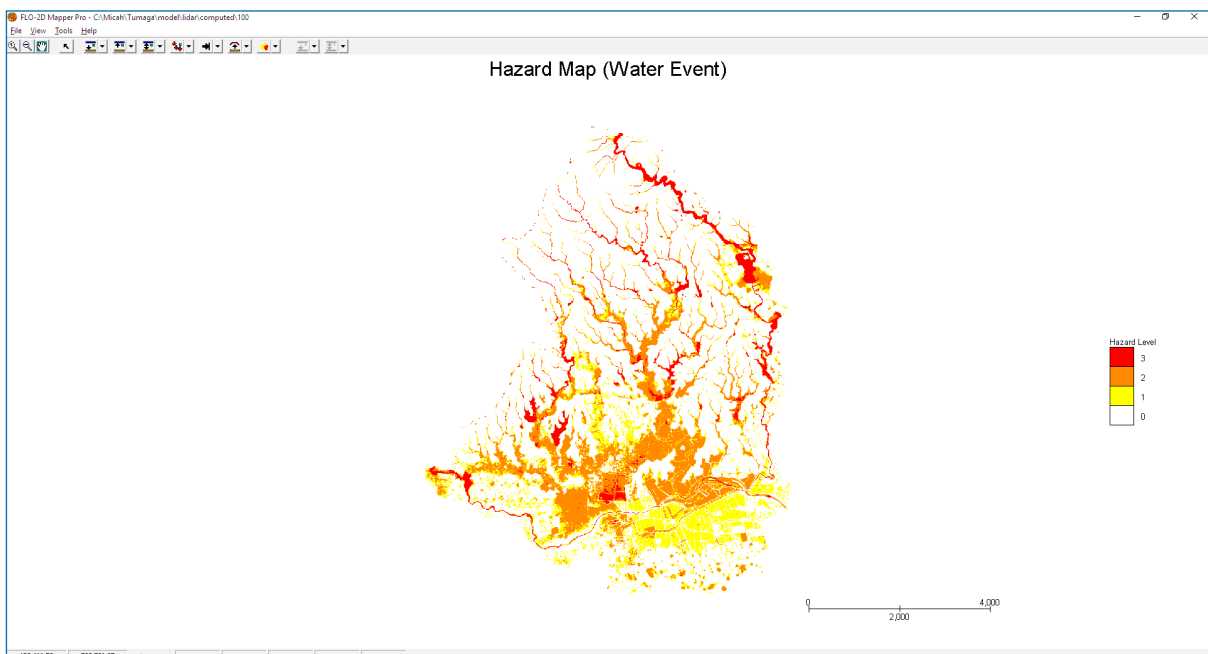 FLO-2D Mapper Pro - C:\Micah\Tumaga\model\lidar\computed\100
File View Tools Help
Hazard Map (Water Event)
Hazard Level
3
2
1
0
0 4,000
2,000